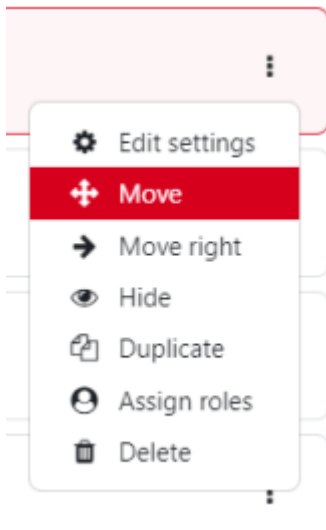 Edit settings
Move
Move right
Hide
Duplicate
Assign roles
Delete